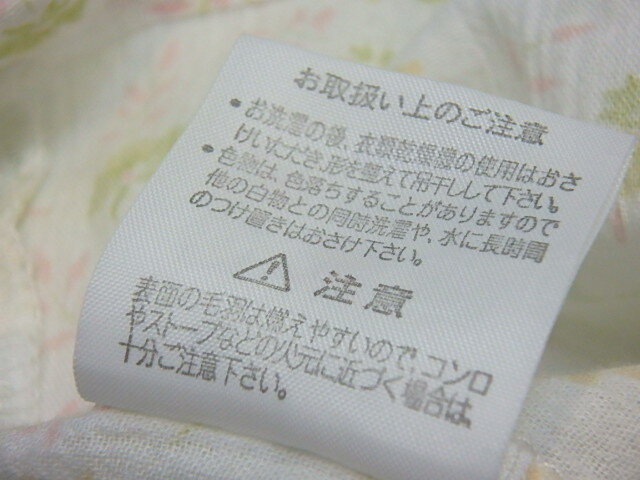 お取扱い上のご注意
・お洗濯の後、衣類乾燥機の使用はおさ
けいただき、形を整えて吊干しして下さい。
・色物は、色落ちすることがありますので
他の白物との同時洗濯や、水に長時間
のつけ置きはおさけ下さい。
⚠ 注意
表面の毛羽は燃えやすいので、コンロ
やストーブなどの火元に近づく場合は、
十分ご注意下さい。